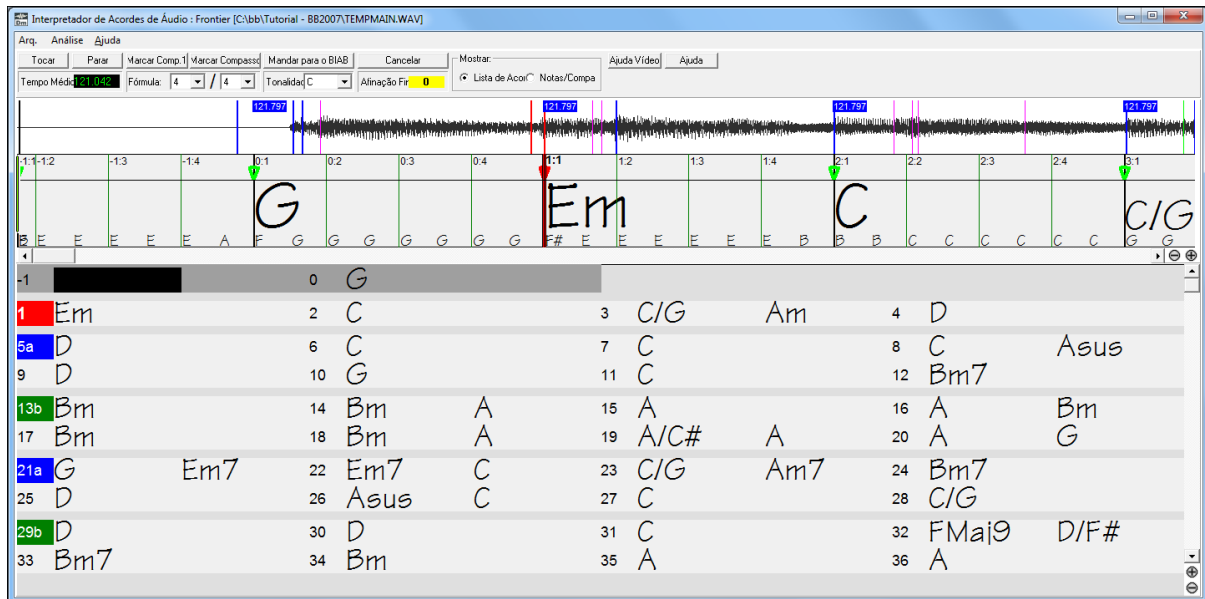 Interpretador de Acordes de Áudio : Frontier [C:\bb\Tutorial - BB2007\TEMPMAIN.WAV]
Arq. Análise Ajuda
Tocar Parar Marcar Comp.1 Marcar Compasso Mandar para o BIAB Cancelar Mostrar: Ajuda Vídeo Ajuda
Tempo Médic 121.042 Fórmula: 4 / 4 Tonalidad C Afinação Fir 0 Lista de Acor Notas/Compa
121.797 121.797 121.797 121.797
-1:1 -1:2 -1:3 -1:4 0:1 0:2 0:3 0:4 1:1 1:2 1:3 1:4 2:1 2:2 2:3 2:4 3:1
G Em C C/G
B E E E E E A F G G G G G G G F# E E E E E E B B B C C C C C C G G
-1 0 G
1 Em 2 C 3 C/G Am 4 D
5a D 6 C 7 C 8 C Asus
9 D 10 G 11 C 12 Bm7
13b Bm 14 Bm A 15 A 16 A Bm
17 Bm 18 Bm A 19 A/C# A 20 A G
21a G Em7 22 Em7 C 23 C/G Am7 24 Bm7
25 D 26 Asus C 27 C 28 C/G
29b D 30 D 31 C 32 FMaj9 D/F#
33 Bm7 34 Bm 35 A 36 A